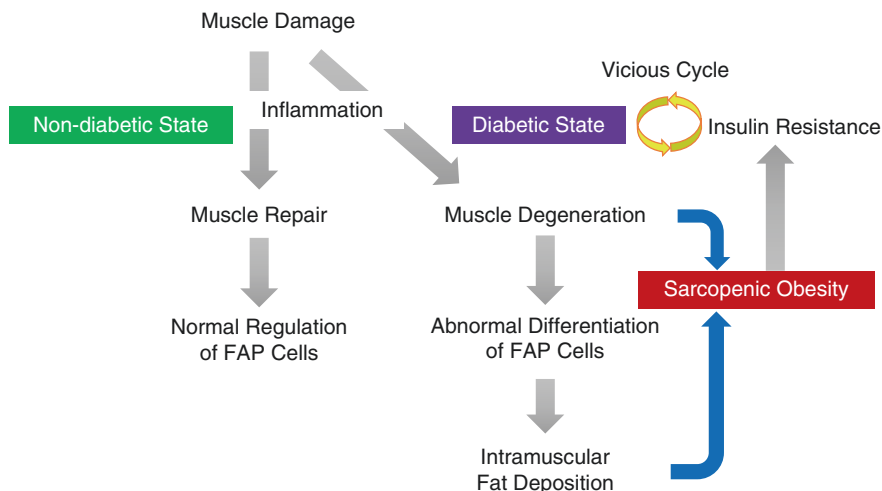 Muscle Damage
Vicious Cycle
Non-diabetic State
Inflammation
Diabetic State
Insulin Resistance
Muscle Repair
Muscle Degeneration
Sarcopenic Obesity
Normal Regulation
of FAP Cells
Abnormal Differentiation
of FAP Cells
Intramuscular
Fat Deposition